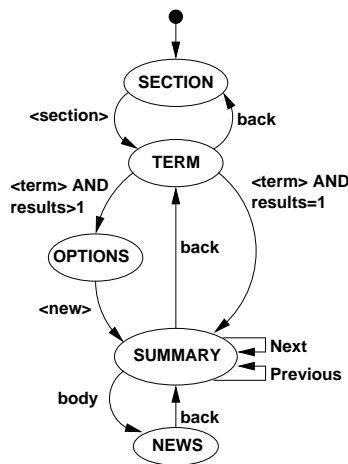 SECTION
<section>
back
TERM
<term> AND
results>1
<term> AND
results=1
OPTIONS
back
<new>
SUMMARY
Next
Previous
body
back
NEWS